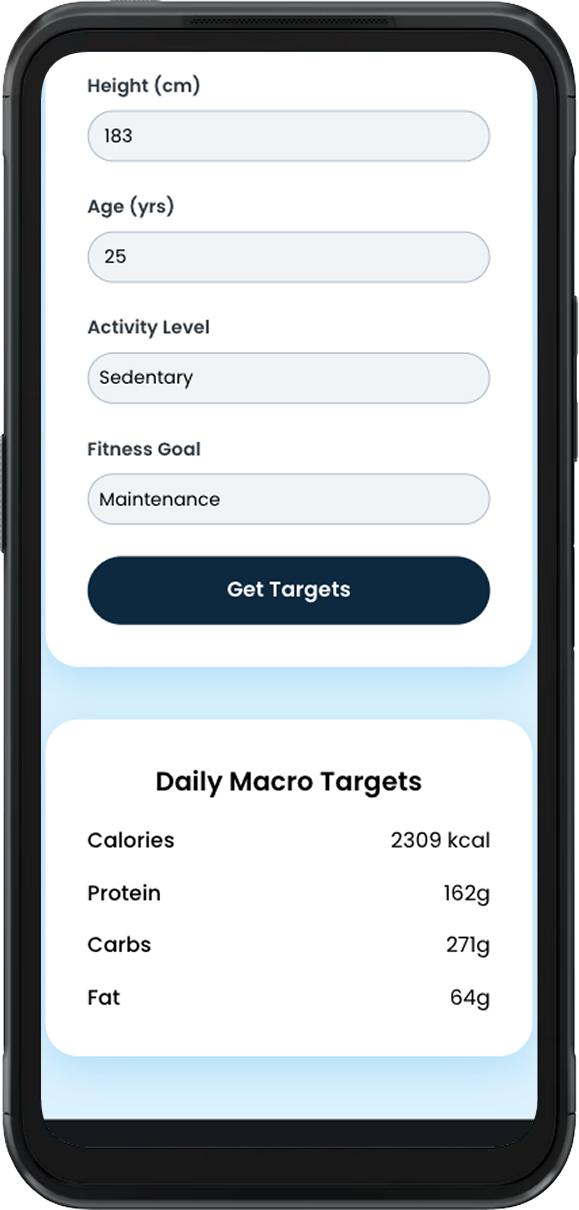 Height (cm)
183
Age (yrs)
25
Activity Level
Sedentary
Fitness Goal
Maintenance
Get Targets
Daily Macro Targets
Calories 2309 kcal
Protein 162g
Carbs 271g
Fat 64g